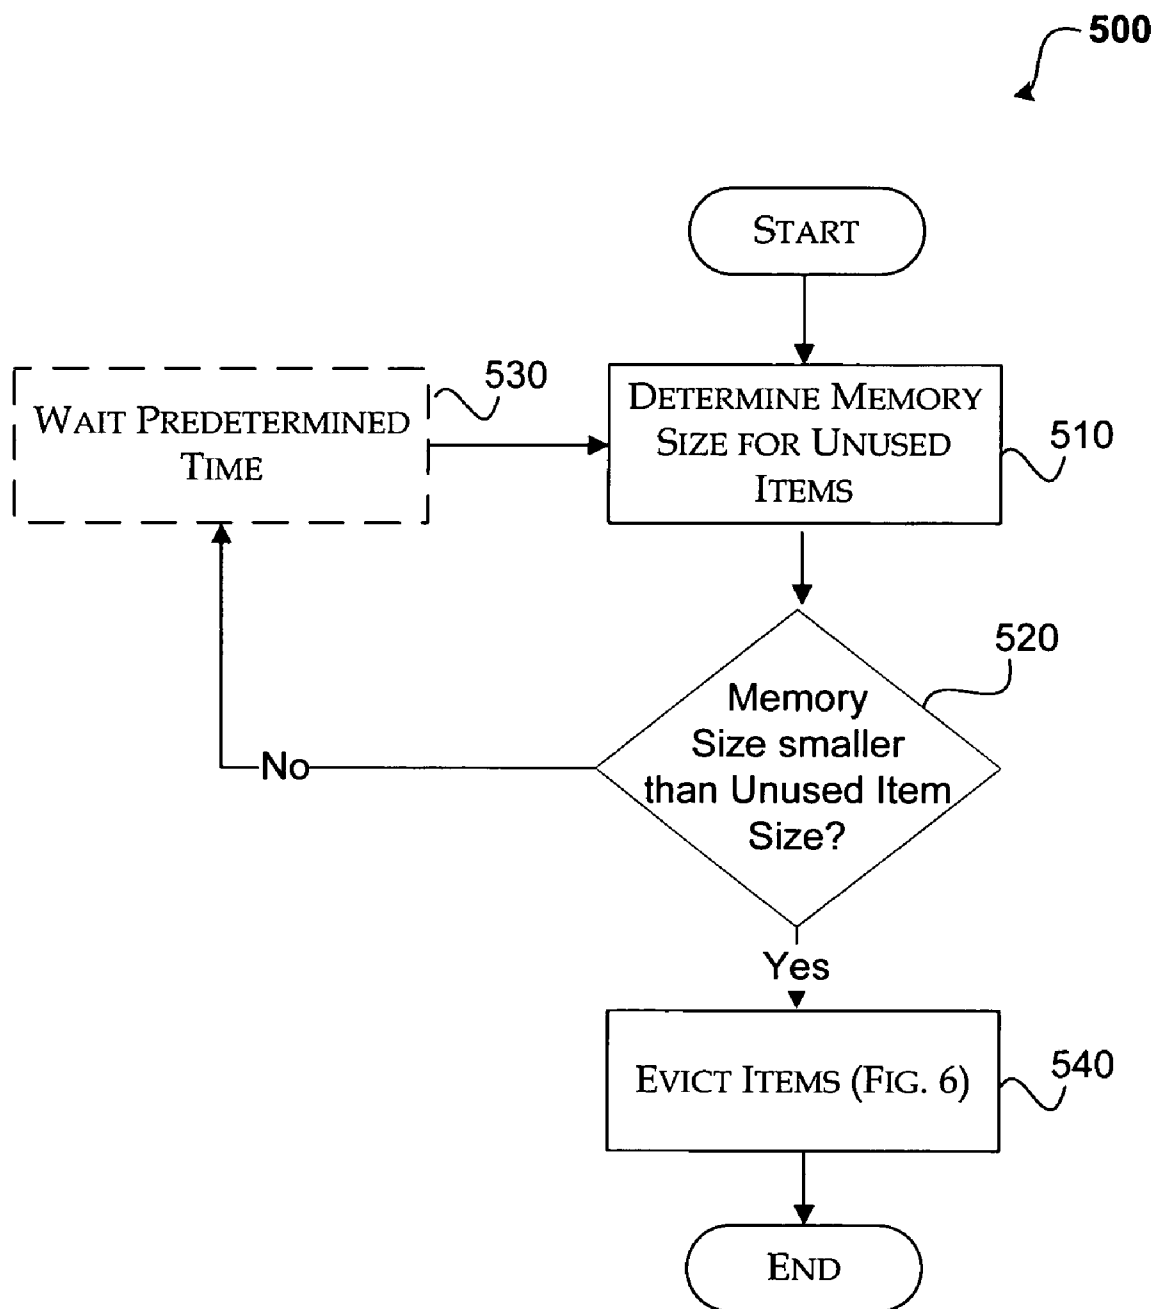 500
START
530
WAIT PREDETERMINED
TIME
DETERMINE MEMORY
SIZE FOR UNUSED
ITEMS
510
520
Memory
Size smaller
than Unused Item
Size?
No
Yes
EVICT ITEMS (FIG. 6)
540
END